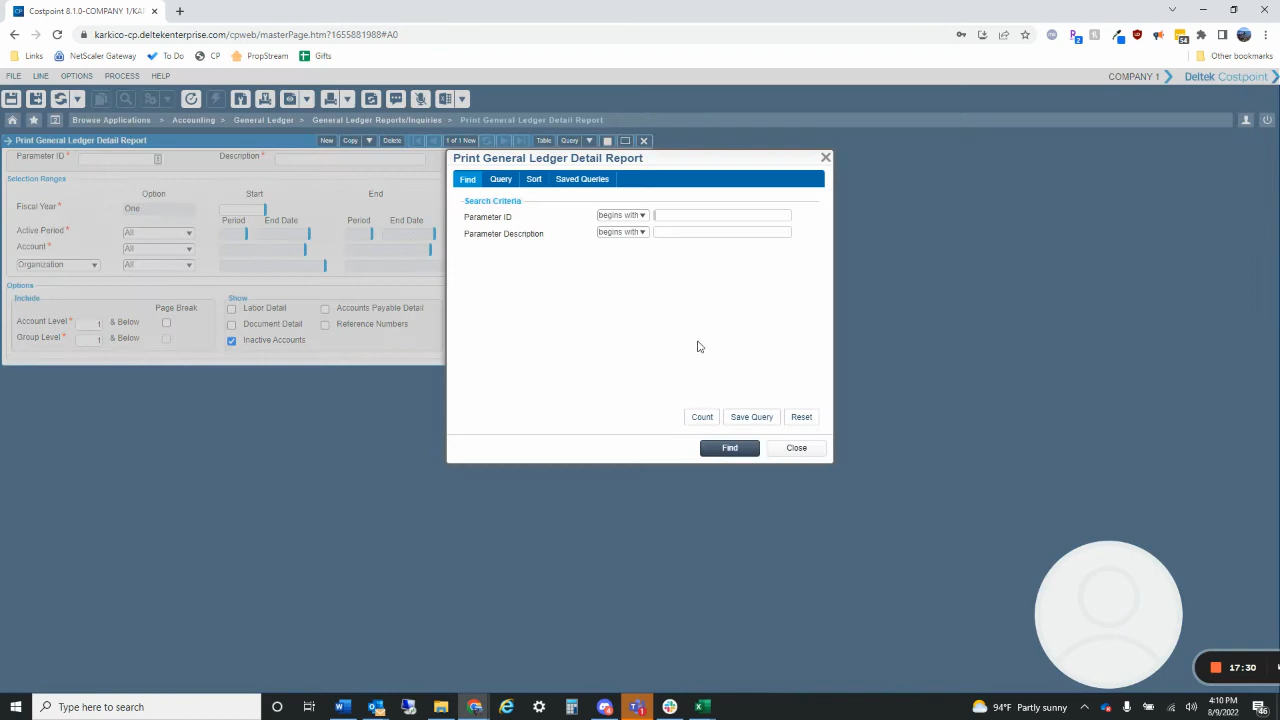 Costpoint 8.1.0-COMPANY 1/KAR
karkico-cp.deltekenterprise.com/cpweb/masterPage.htm?1655881988#A0
Links NetScaler Gateway To Do CP PropStream Gifts Other bookmarks
FILE LINE OPTIONS PROCESS HELP COMPANY 1 Deltek Costpoint
Browse Applications > Accounting > General Ledger > General Ledger Reports/Inquiries > Print General Ledger Detail Report
Print General Ledger Detail Report New Copy Delete 1 of 1 New Table Query
Parameter ID * Description *
Selection Ranges
Option Start End
Fiscal Year * One
Period End Date Period End Date
Active Period * All
Account * All
Organization All
Options
Include Show
Page Break
Account Level * 1 & Below
Group Level * 1 & Below
Labor Detail Accounts Payable Detail
Document Detail Reference Numbers
Inactive Accounts
Print General Ledger Detail Report
Find Query Sort Saved Queries
Search Criteria
Parameter ID begins with
Parameter Description begins with
Count Save Query Reset
Find Close
17:30
Type here to search
94°F Partly sunny
4:10 PM
8/9/2022